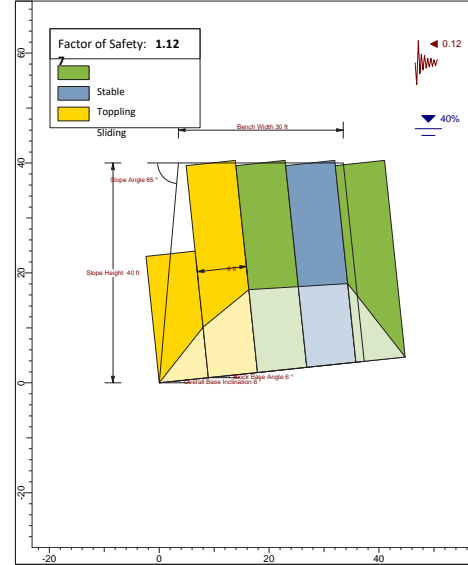 Factor of Safety: 1.12
7
Stable
Toppling
Sliding
0.12
40%
Bench Width 30 ft
Slope Angle 85 °
Slope Height 40 ft
9 ft
Block Base Angle 6 °
Overall Base Inclination 6 °
60
40
20
0
-20
-20
0
20
40